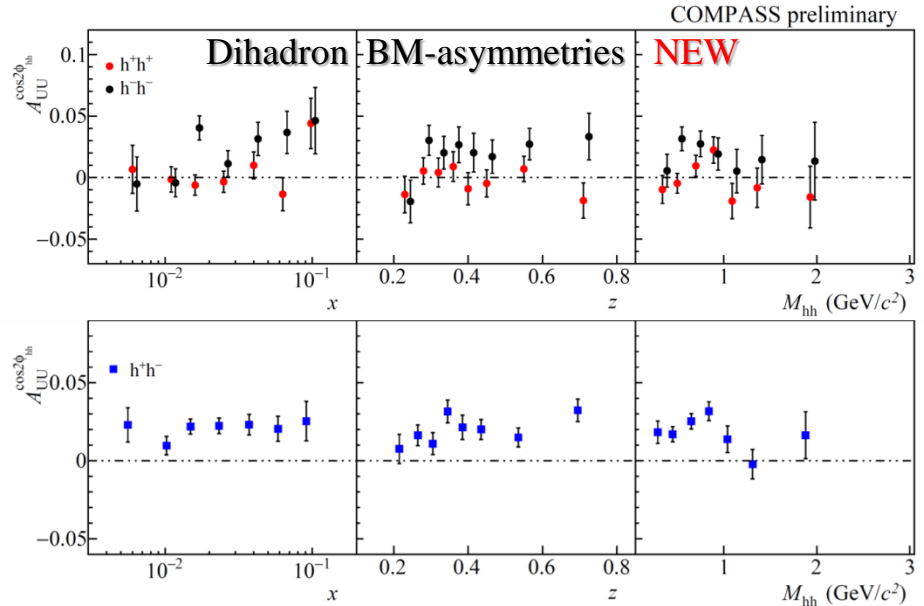 COMPASS preliminary
Dihadron BM-asymmetries NEW
A_UU^cos2ϕ_hh
0.1
0.05
0
−0.05
h⁺h⁺
h⁻h⁻
10⁻² 10⁻¹ 0.2 0.4 0.6 0.8 1 2 3
x z M_hh (GeV/c²)
A_UU^cos2ϕ_hh
0.05
0
−0.05
h⁺h⁻
10⁻² 10⁻¹ 0.2 0.4 0.6 0.8 1 2 3
x z M_hh (GeV/c²)